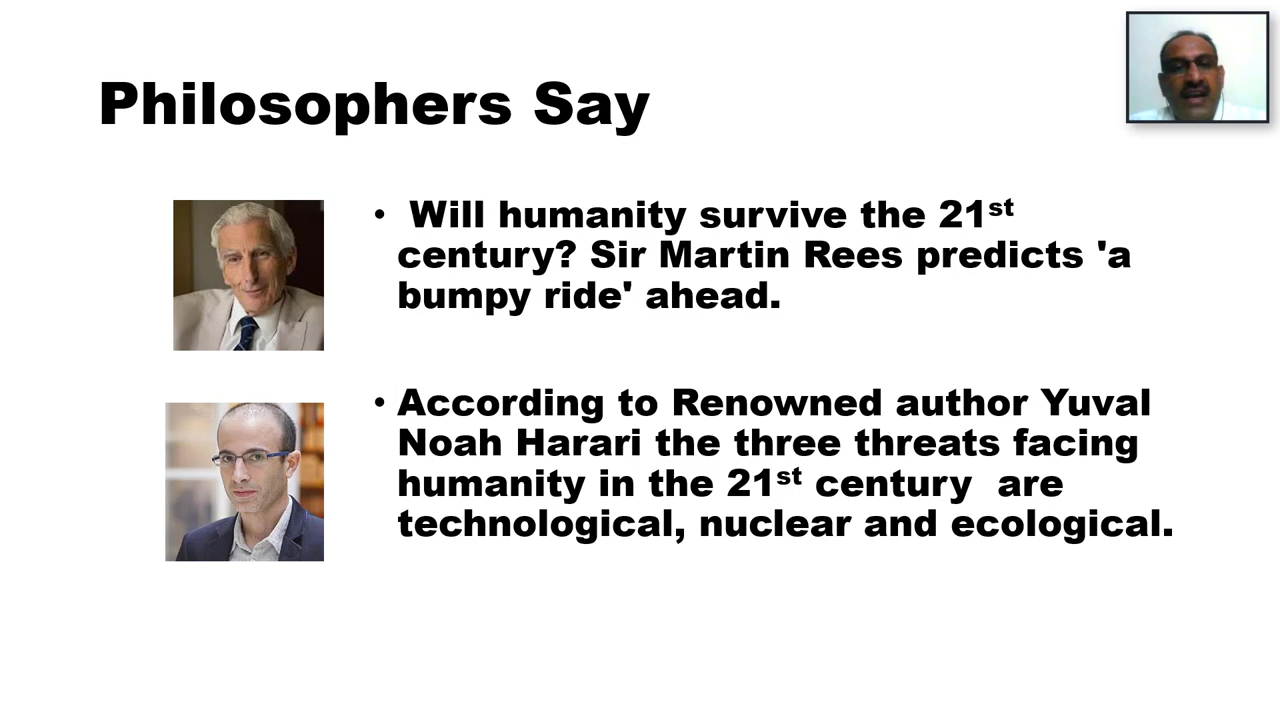 Philosophers Say
• Will humanity survive the 21st
century? Sir Martin Rees predicts 'a
bumpy ride' ahead.
• According to Renowned author Yuval
Noah Harari the three threats facing
humanity in the 21st century  are
technological, nuclear and ecological.